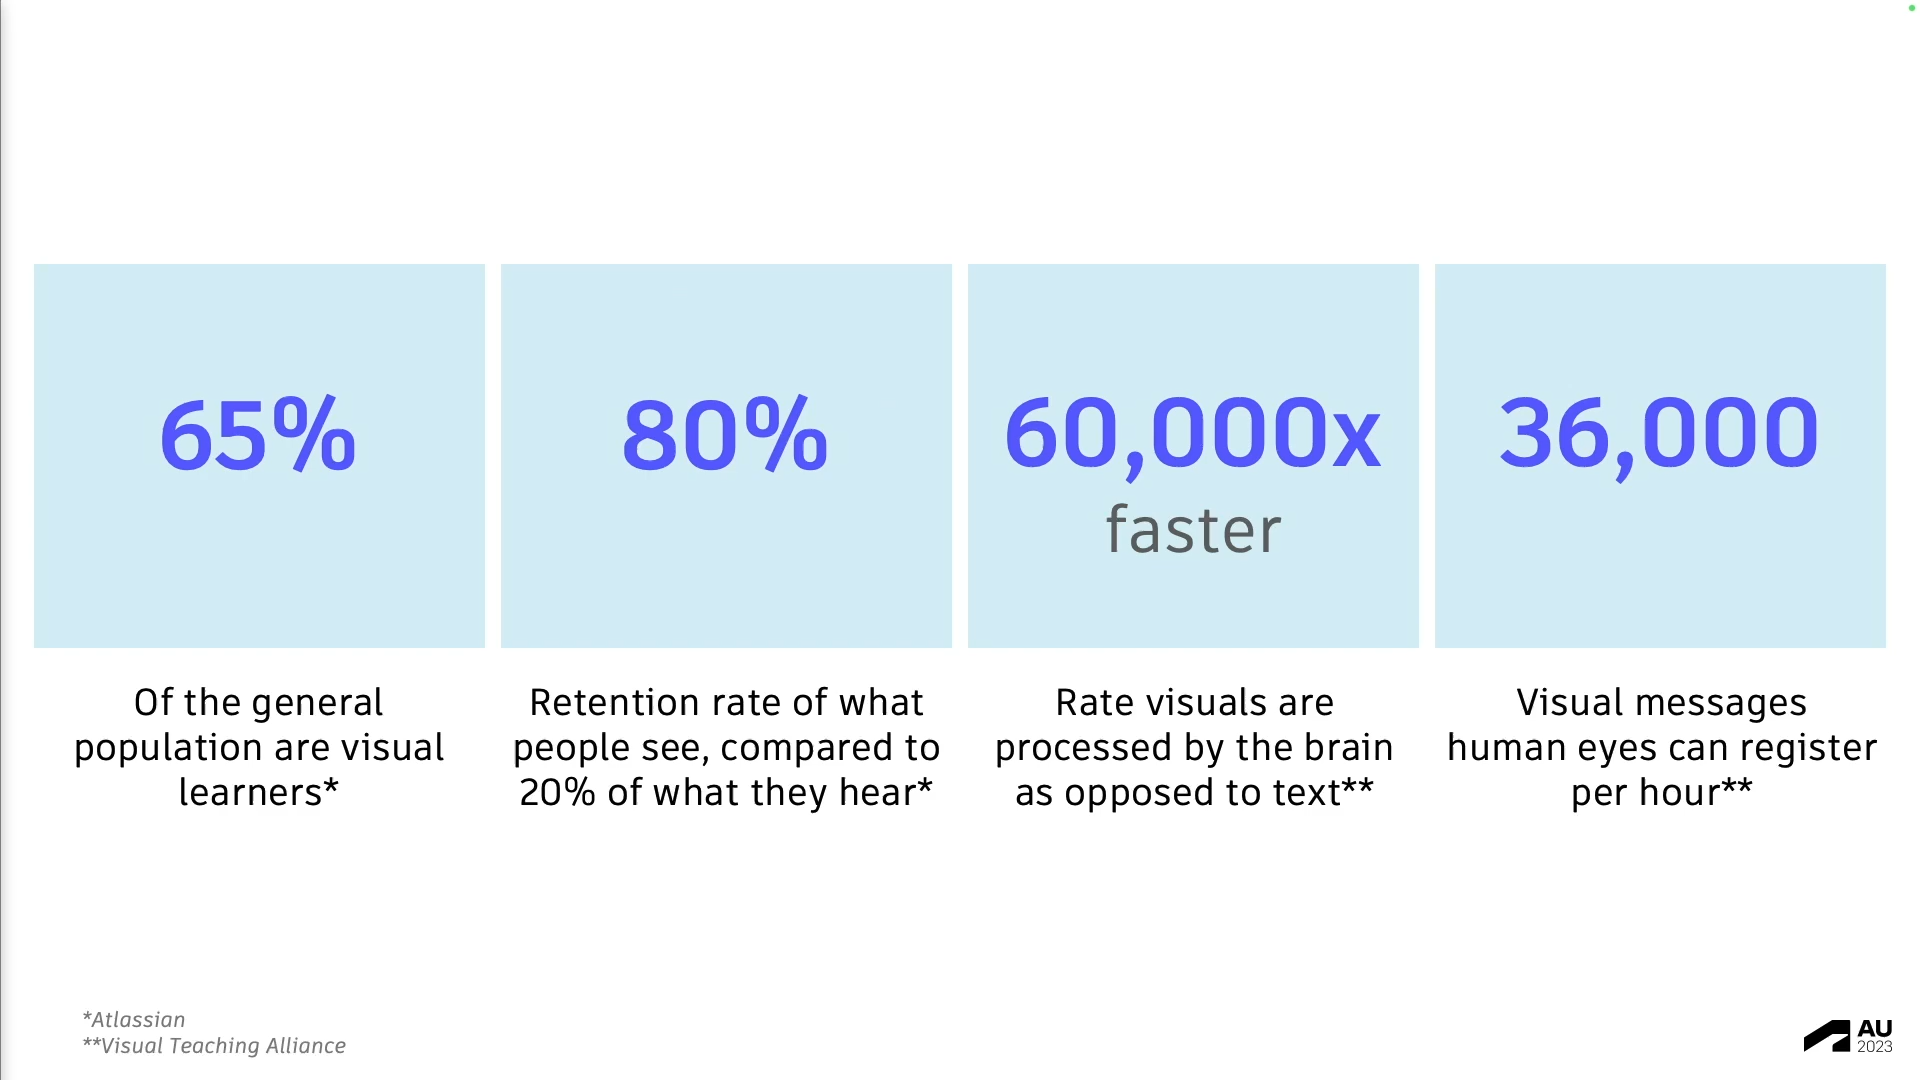 65%
Of the general
population are visual
learners*
80%
Retention rate of what
people see, compared to
20% of what they hear*
60,000x
faster
Rate visuals are
processed by the brain
as opposed to text**
36,000
Visual messages
human eyes can register
per hour**
*Atlassian
**Visual Teaching Alliance
AU
2023